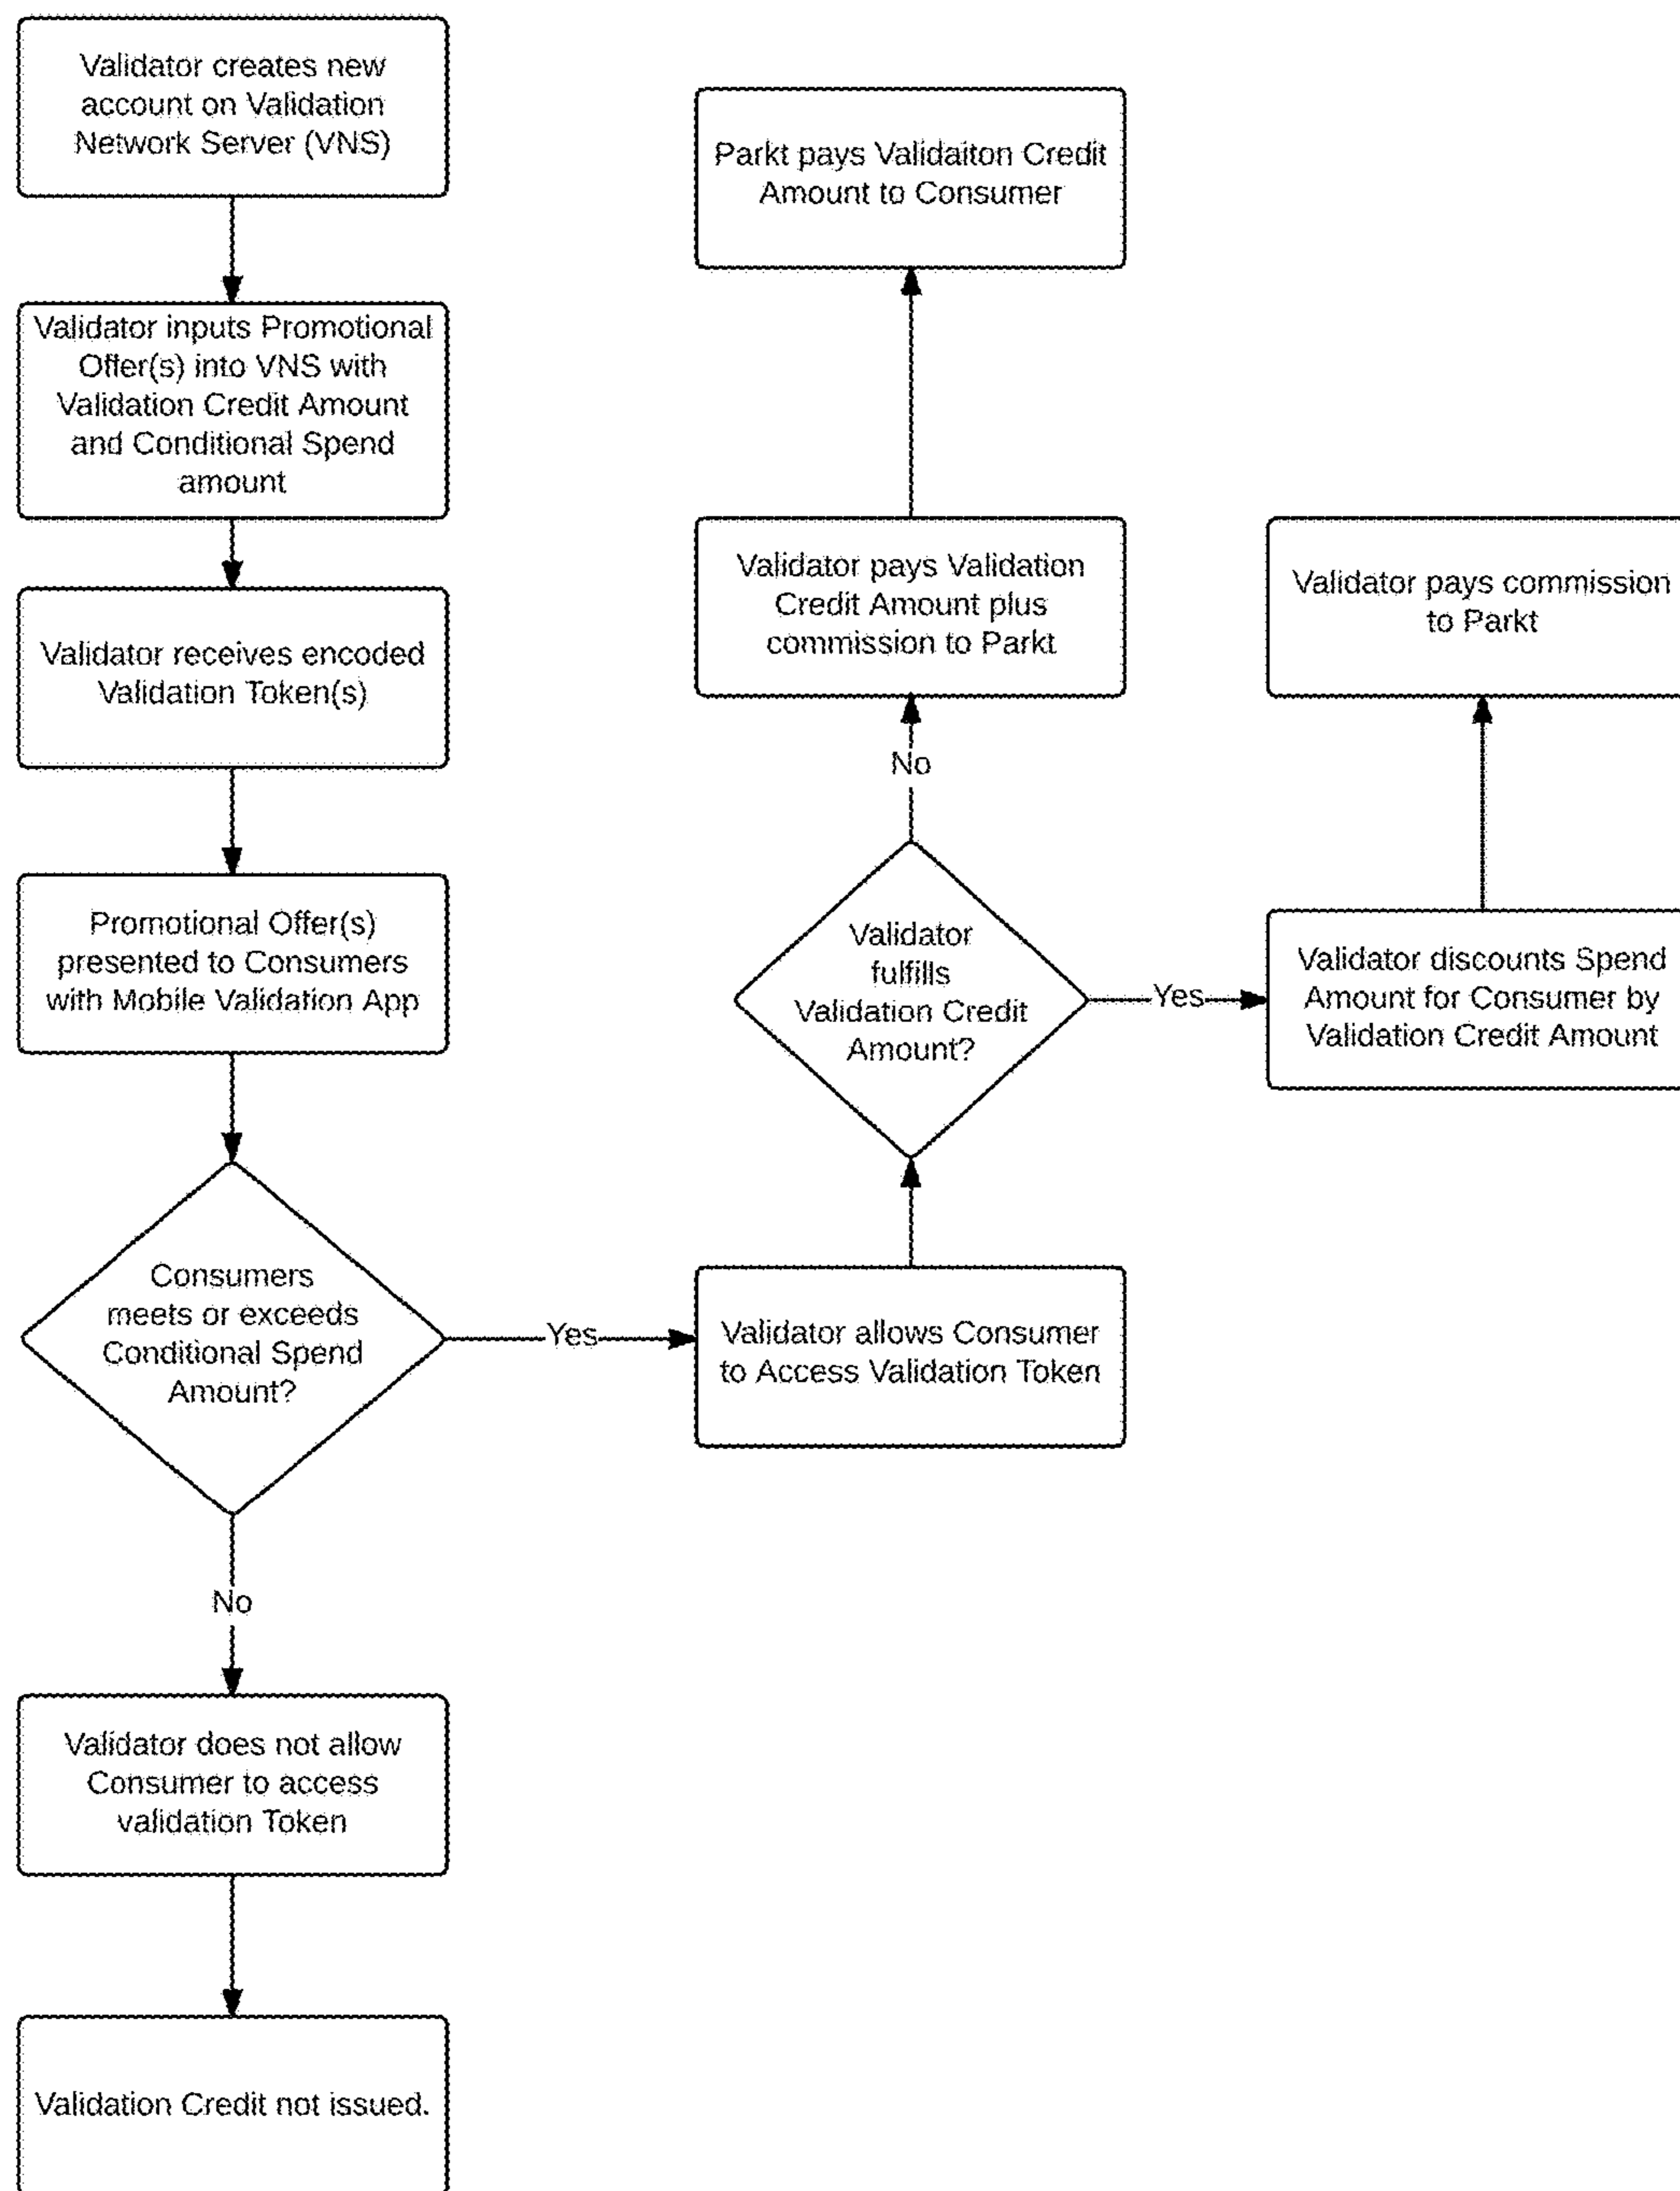 Validator creates new
account on Validation
Network Server (VNS)
Validator inputs Promotional
Offer(s) into VNS with
Validation Credit Amount
and Conditional Spend
amount
Validator receives encoded
Validation Token(s)
Promotional Offer(s)
presented to Consumers
with Mobile Validation App
Consumers
meets or exceeds
Conditional Spend
Amount?
Yes
No
Validator does not allow
Consumer to access
validation Token
Validation Credit not issued.
Validator allows Consumer
to Access Validation Token
Validator
fulfills
Validation Credit
Amount?
No
Yes
Validator pays Validation
Credit Amount plus
commission to Parkt
Parkt pays Validaiton Credit
Amount to Consumer
Validator discounts Spend
Amount for Consumer by
Validation Credit Amount
Validator pays commission
to Parkt